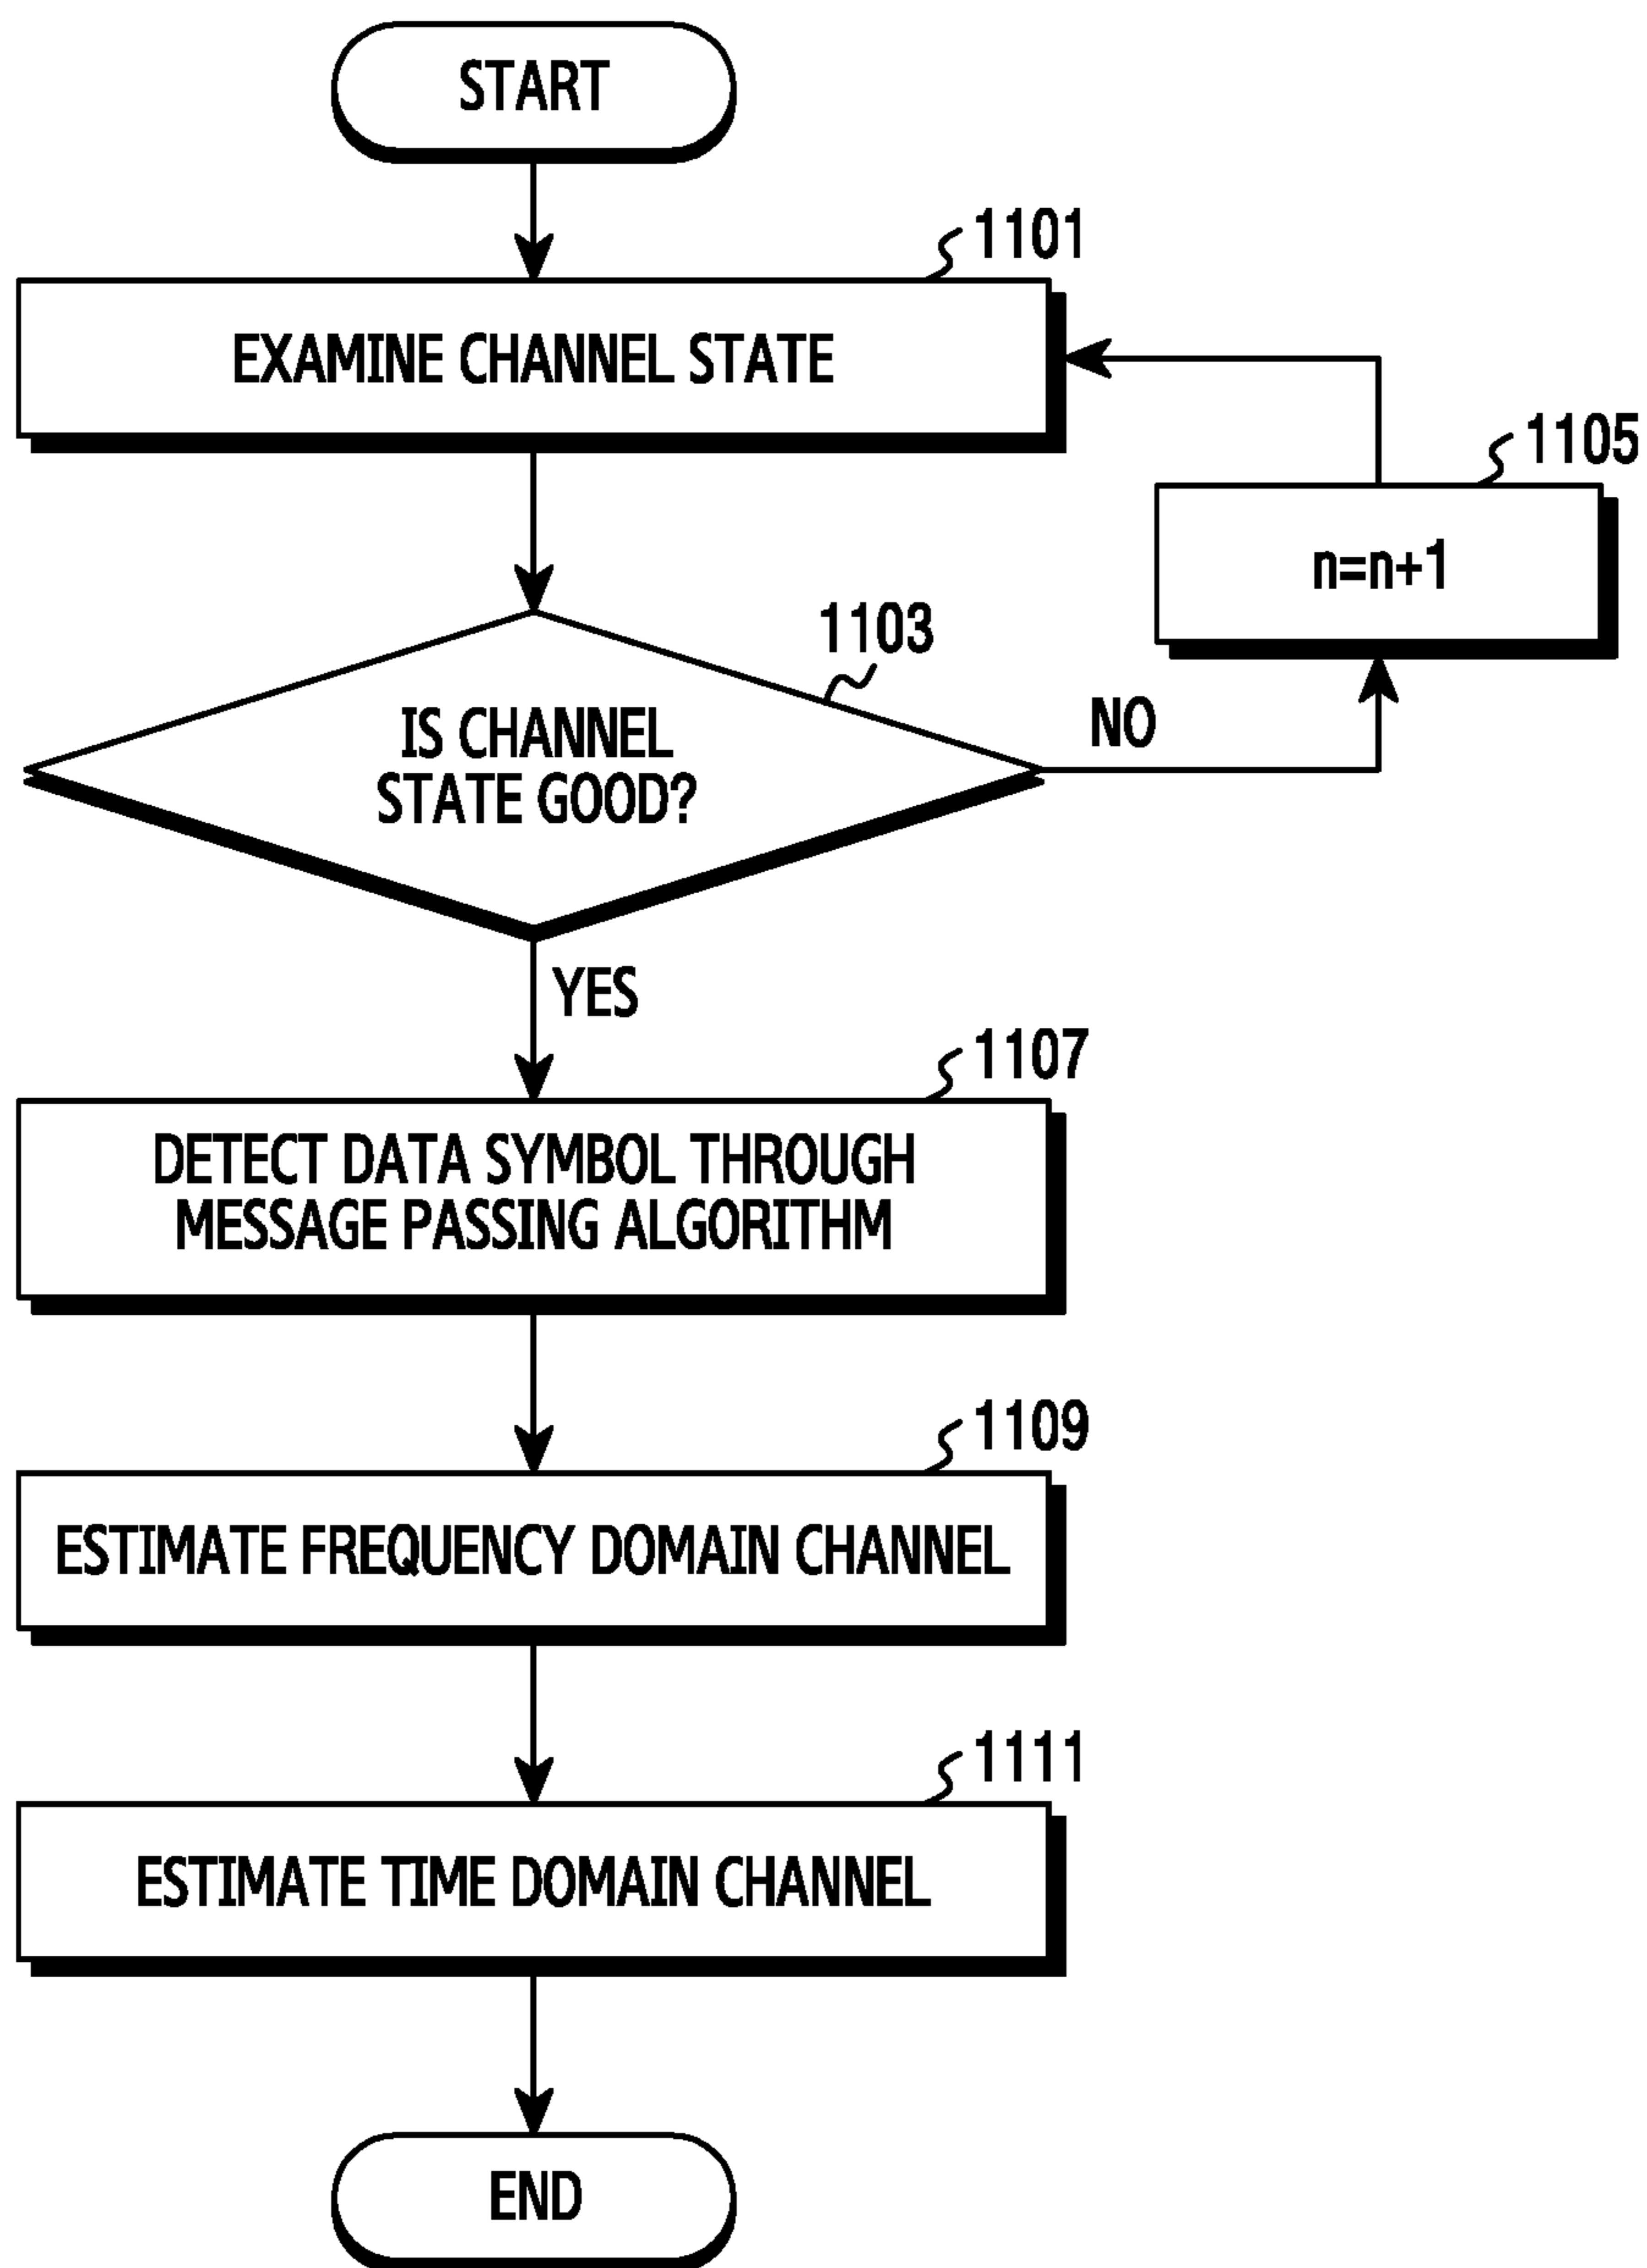 START
1101
EXAMINE CHANNEL STATE
1105
n=n+1
1103
IS CHANNEL
STATE GOOD?
NO
YES
1107
DETECT DATA SYMBOL THROUGH
MESSAGE PASSING ALGORITHM
1109
ESTIMATE FREQUENCY DOMAIN CHANNEL
1111
ESTIMATE TIME DOMAIN CHANNEL
END